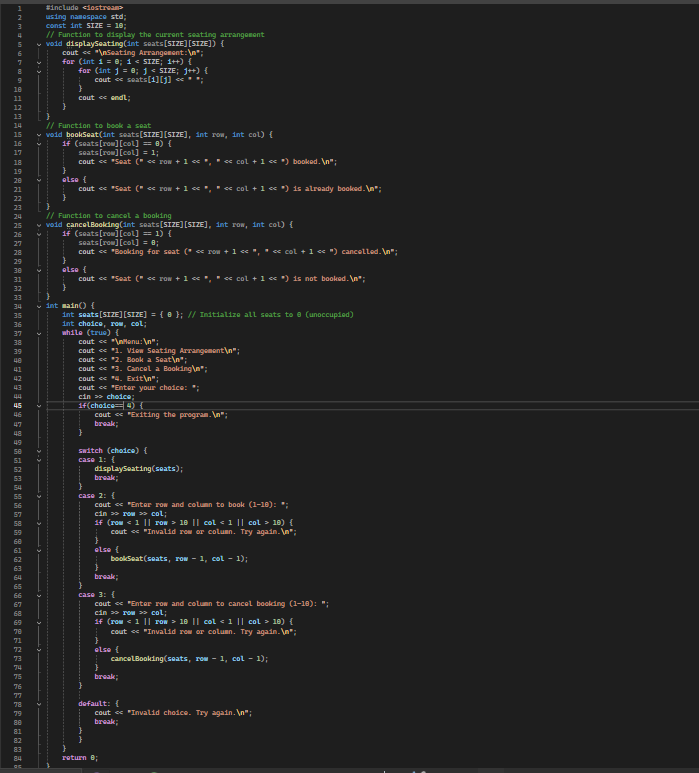 1 #include <iostream>
2 using namespace std;
3 const int SIZE = 10;
4 // Function to display the current seating arrangement
5 void displaySeating(int seats[SIZE][SIZE]) {
6 cout << "\nSeating Arrangement:\n";
7 for (int i = 0; i < SIZE; i++) {
8 for (int j = 0; j < SIZE; j++) {
9 cout << seats[i][j] << " ";
10 }
11 cout << endl;
12 }
13 }
14 // Function to book a seat
15 void bookSeat(int seats[SIZE][SIZE], int row, int col) {
16 if (seats[row][col] == 0) {
17 seats[row][col] = 1;
18 cout << "Seat (" << row + 1 << ", " << col + 1 << ") booked.\n";
19 }
20 else {
21 cout << "Seat (" << row + 1 << ", " << col + 1 << ") is already booked.\n";
22 }
23 }
24 // Function to cancel a booking
25 void cancelBooking(int seats[SIZE][SIZE], int row, int col) {
26 if (seats[row][col] == 1) {
27 seats[row][col] = 0;
28 cout << "Booking for seat (" << row + 1 << ", " << col + 1 << ") cancelled.\n";
29 }
30 else {
31 cout << "Seat (" << row + 1 << ", " << col + 1 << ") is not booked.\n";
32 }
33 }
34 int main() {
35 int seats[SIZE][SIZE] = { 0 }; // Initialize all seats to 0 (unoccupied)
36 int choice, row, col;
37 while (true) {
38 cout << "\nMenu:\n";
39 cout << "1. View Seating Arrangement\n";
40 cout << "2. Book a Seat\n";
41 cout << "3. Cancel a Booking\n";
42 cout << "4. Exit\n";
43 cout << "Enter your choice: ";
44 cin >> choice;
45 if(choice== 4) {
46 cout << "Exiting the program.\n";
47 break;
48 }
49
50 switch (choice) {
51 case 1: {
52 displaySeating(seats);
53 break;
54 }
55 case 2: {
56 cout << "Enter row and column to book (1-10): ";
57 cin >> row >> col;
58 if (row < 1 || row > 10 || col < 1 || col > 10) {
59 cout << "Invalid row or column. Try again.\n";
60 }
61 else {
62 bookSeat(seats, row - 1, col - 1);
63 }
64 break;
65 }
66 case 3: {
67 cout << "Enter row and column to cancel booking (1-10): ";
68 cin >> row >> col;
69 if (row < 1 || row > 10 || col < 1 || col > 10) {
70 cout << "Invalid row or column. Try again.\n";
71 }
72 else {
73 cancelBooking(seats, row - 1, col - 1);
74 }
75 break;
76 }
77
78 default: {
79 cout << "Invalid choice. Try again.\n";
80 break;
81 }
82 }
83 }
84 return 0;
85 }